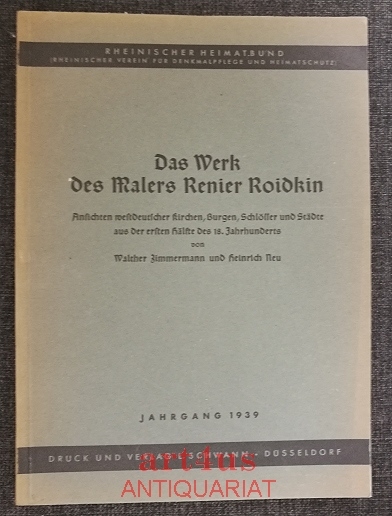 RHEINISCHER HEIMATBUND
(RHEINISCHER VEREIN FÜR DENKMALPFLEGE UND HEIMATSCHUTZ)
Das Werk
des Malers Renier Roidkin
Ansichten westdeutscher Kirchen, Burgen, Schlösser und Städte
aus der ersten Hälfte des 18. Jahrhunderts
von
Walther Zimmermann und Heinrich Neu
JAHRGANG 1939
DRUCK UND VERLAG L. SCHWANN - DÜSSELDORF
art4us
ANTIQUARIAT